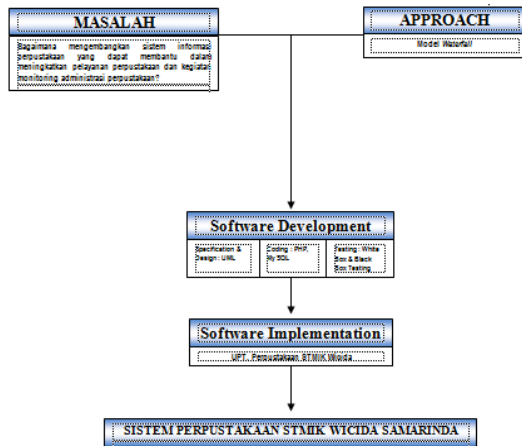 MASALAH
Bagaimana mengembangkan sistem informasi
perpustakaan yang dapat membantu dalam
meningkatkan pelayanan perpustakaan dan kegiatan
monitoring administrasi perpustakaan?
APPROACH
Model Waterfall
Software Development
Specification &
Design : UML
Coding : PHP,
My SQL
Testing : White
Box & Black
Box Testing
Software Implementation
UPT. Perpustakaan STMIK Wicida
SISTEM PERPUSTAKAAN STMIK WICIDA SAMARINDA